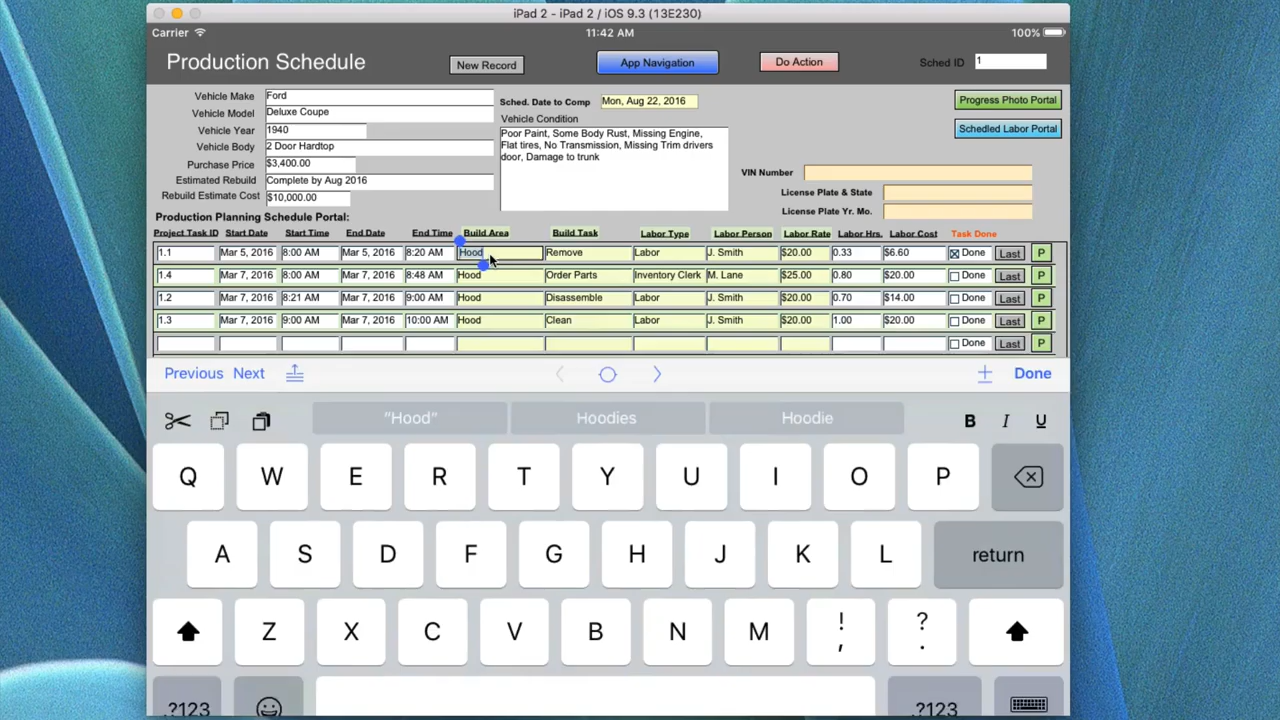 iPad 2 - iPad 2 / iOS 9.3 (13E230)
Carrier 11:42 AM 100%
Production Schedule New Record App Navigation Do Action Sched ID 1
Vehicle Make Ford
Vehicle Model Deluxe Coupe
Vehicle Year 1940
Vehicle Body 2 Door Hardtop
Purchase Price $3,400.00
Estimated Rebuild Complete by Aug 2016
Rebuild Estimate Cost $10,000.00
Sched. Date to Comp Mon, Aug 22, 2016
Vehicle Condition
Poor Paint, Some Body Rust, Missing Engine,
Flat tires, No Transmission, Missing Trim drivers
door, Damage to trunk
Progress Photo Portal
Schedled Labor Portal
VIN Number
License Plate & State
License Plate Yr. Mo.
Production Planning Schedule Portal:
Project Task ID Start Date Start Time End Date End Time Build Area Build Task Labor Type Labor Person Labor Rate Labor Hrs. Labor Cost Task Done
1.1 Mar 5, 2016 8:00 AM Mar 5, 2016 8:20 AM Hood Remove Labor J. Smith $20.00 0.33 $6.60 Done Last P
1.4 Mar 7, 2016 8:00 AM Mar 7, 2016 8:48 AM Hood Order Parts Inventory Clerk M. Lane $25.00 0.80 $20.00 Done Last P
1.2 Mar 7, 2016 8:21 AM Mar 7, 2016 9:00 AM Hood Disassemble Labor J. Smith $20.00 0.70 $14.00 Done Last P
1.3 Mar 7, 2016 9:00 AM Mar 7, 2016 10:00 AM Hood Clean Labor J. Smith $20.00 1.00 $20.00 Done Last P
Done Last P
Previous Next Done
"Hood" Hoodies Hoodie B I U
Q W E R T Y U I O P
A S D F G H J K L return
Z X C V B N M ! , ? .
.?123 .?123